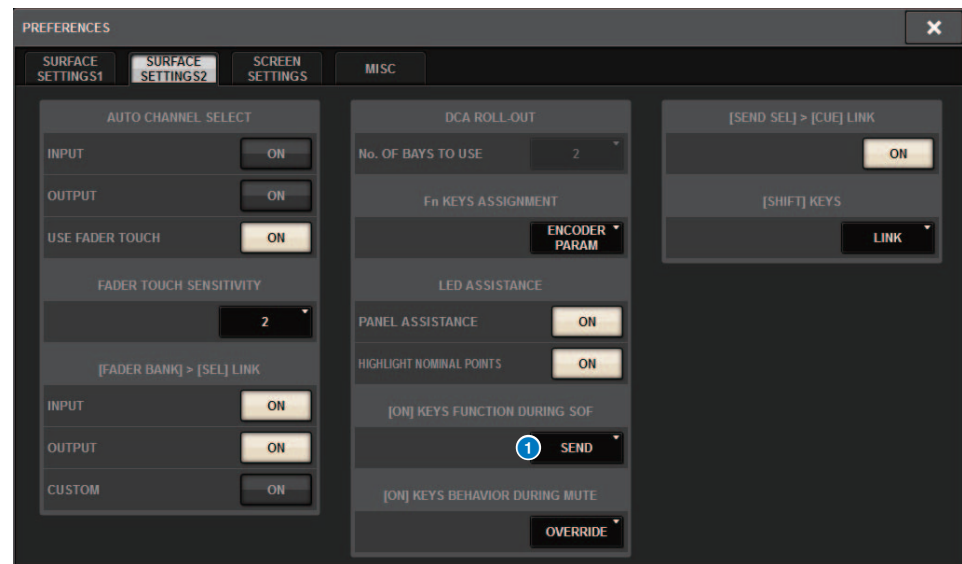 PREFERENCES
×
SURFACE SETTINGS1
SURFACE SETTINGS2
SCREEN SETTINGS
MISC
AUTO CHANNEL SELECT
INPUT ON
OUTPUT ON
USE FADER TOUCH ON
FADER TOUCH SENSITIVITY
2
[FADER BANK] > [SEL] LINK
INPUT ON
OUTPUT ON
CUSTOM ON
DCA ROLL-OUT
No. OF BAYS TO USE 2
Fn KEYS ASSIGNMENT
ENCODER
PARAM
LED ASSISTANCE
PANEL ASSISTANCE ON
HIGHLIGHT NOMINAL POINTS ON
[ON] KEYS FUNCTION DURING SOF
1 SEND
[ON] KEYS BEHAVIOR DURING MUTE
OVERRIDE
[SEND SEL] > [CUE] LINK
ON
[SHIFT] KEYS
LINK